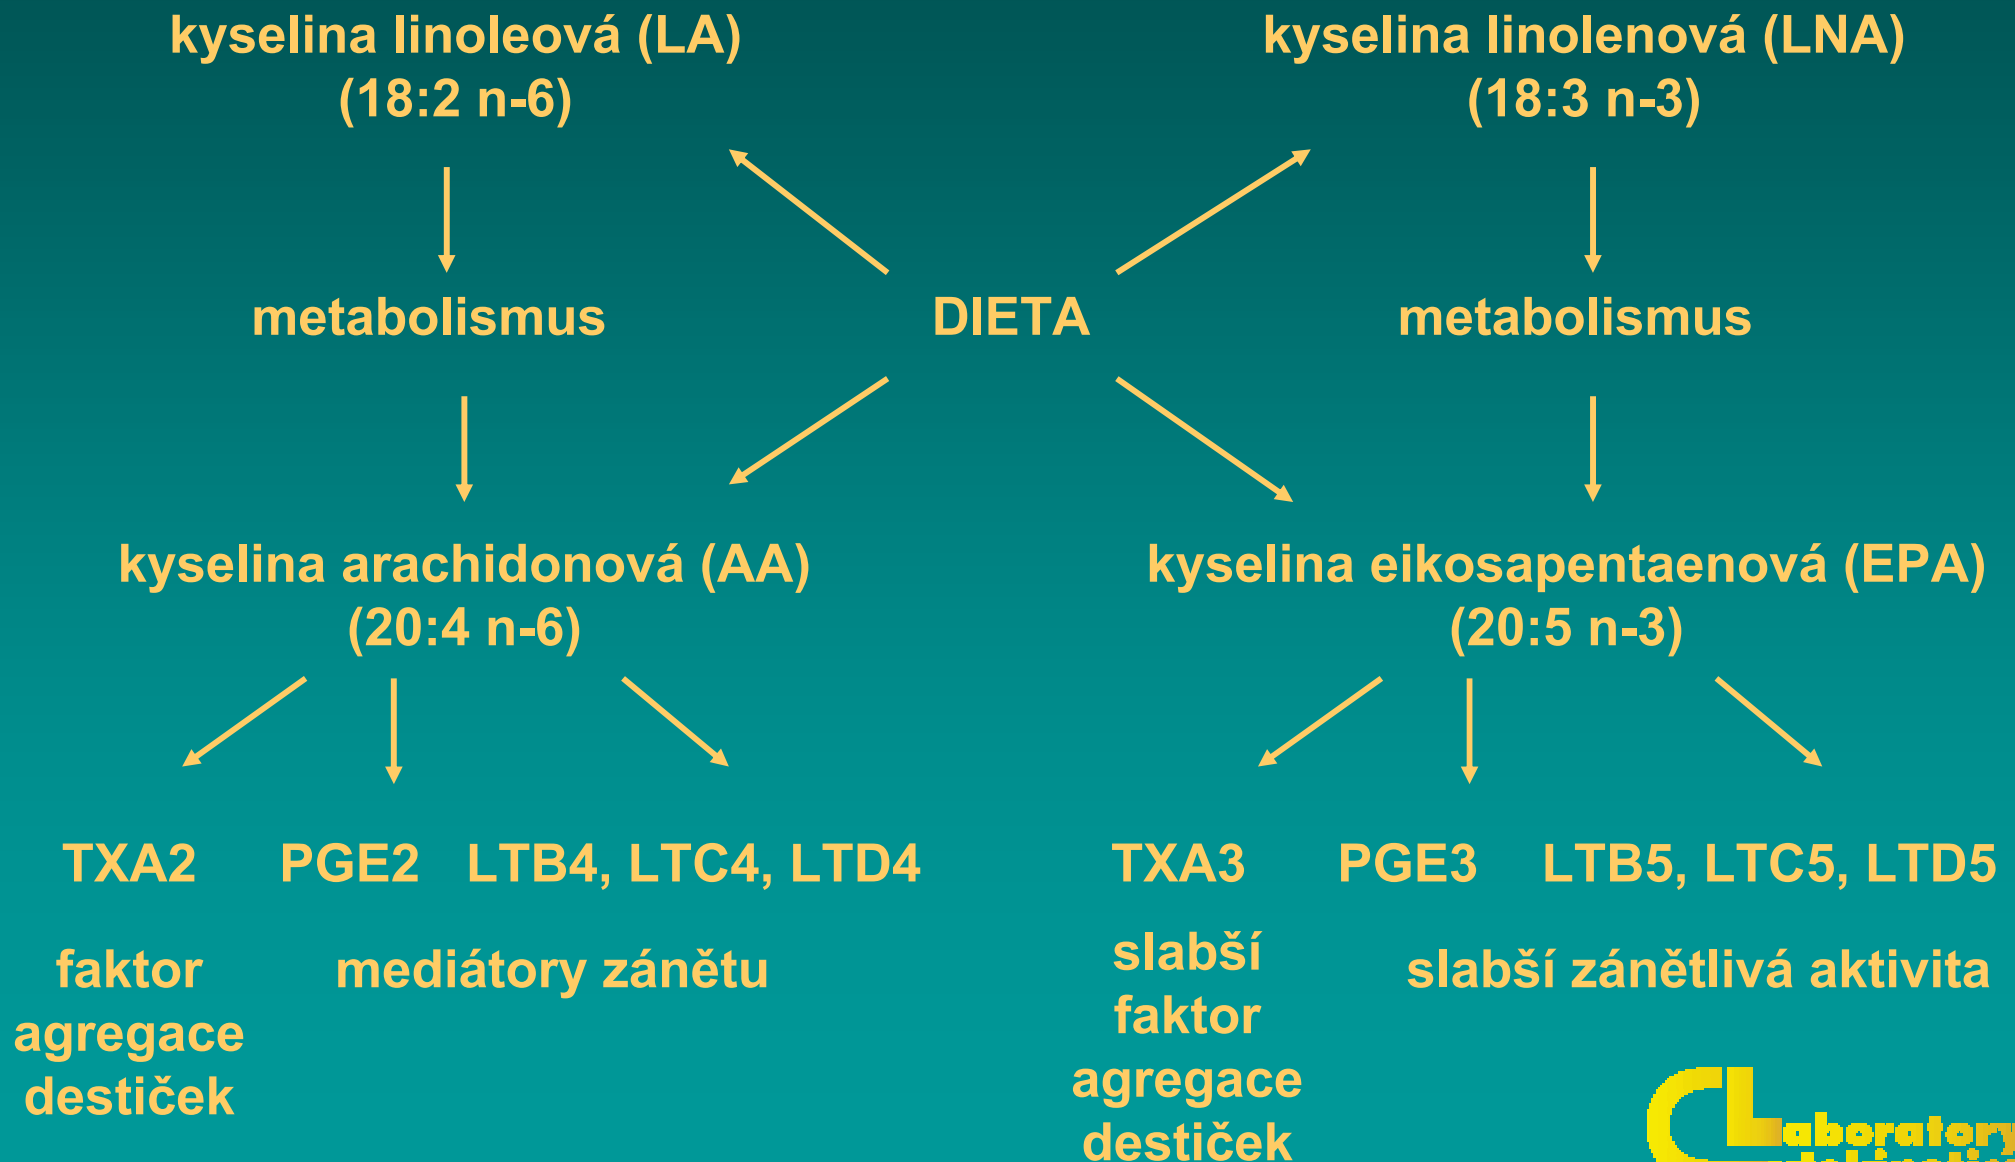 kyselina linoleová (LA)
(18:2 n-6)
kyselina linolenová (LNA)
(18:3 n-3)
metabolismus
DIETA
metabolismus
kyselina arachidonová (AA)
(20:4 n-6)
kyselina eikosapentaenová (EPA)
(20:5 n-3)
TXA2
PGE2
LTB4, LTC4, LTD4
TXA3
PGE3
LTB5, LTC5, LTD5
faktor
agregace
destiček
mediátory zánětu
slabší
faktor
agregace
destiček
slabší zánětlivá aktivita
Laboratory